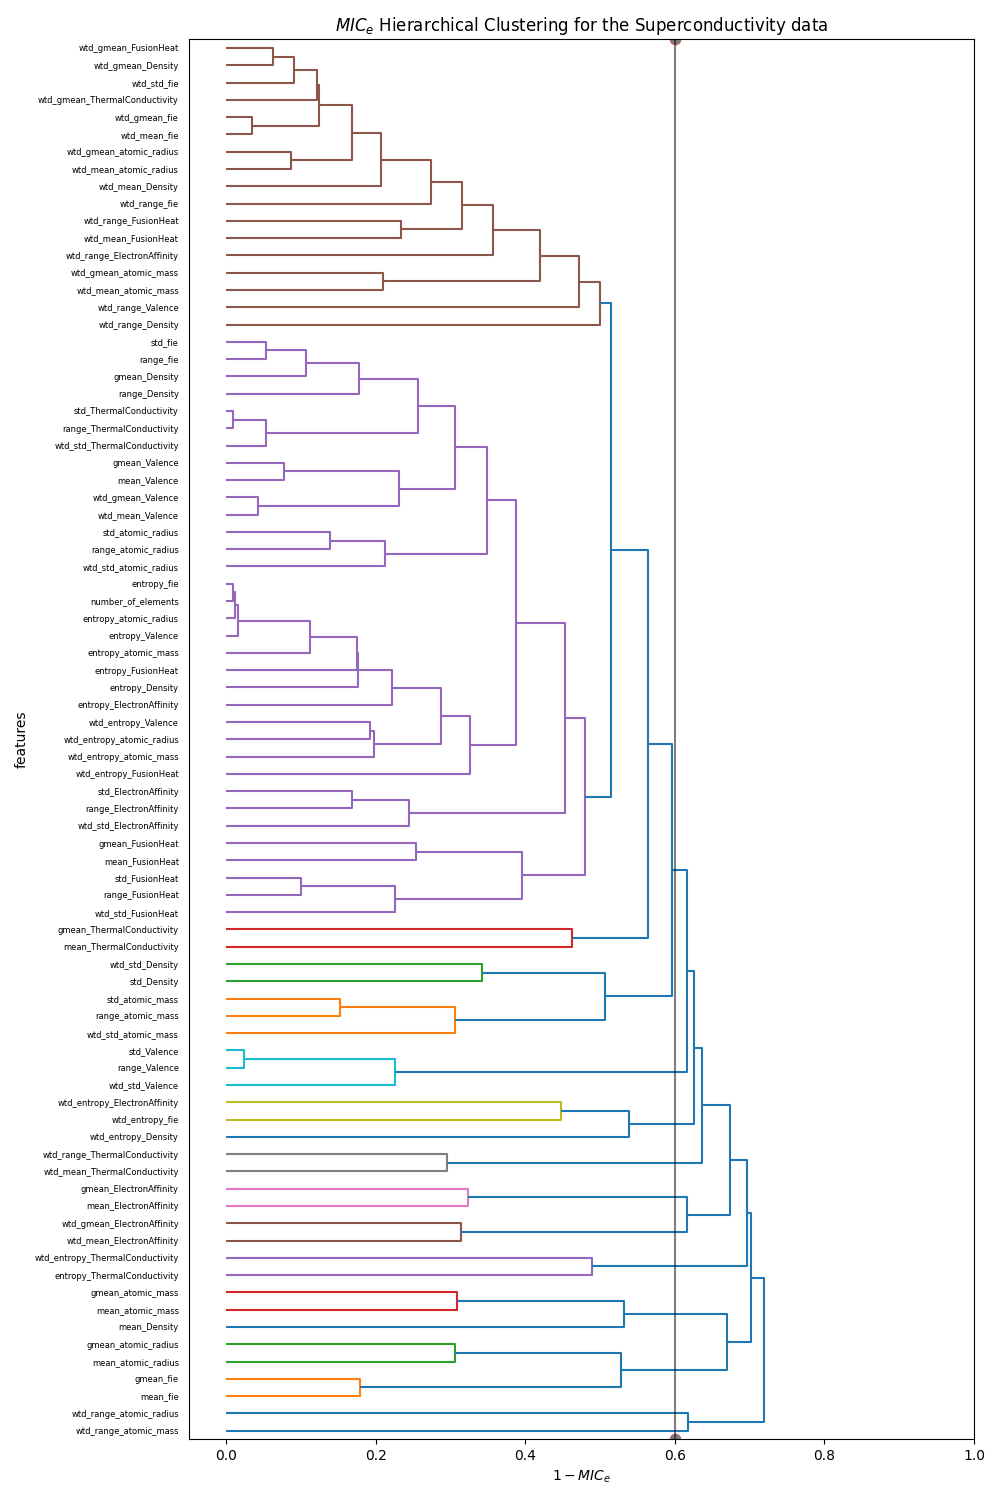 MICe Hierarchical Clustering for the Superconductivity data
wtd_gmean_FusionHeat
wtd_gmean_Density
wtd_std_fie
wtd_gmean_ThermalConductivity
wtd_gmean_fie
wtd_mean_fie
wtd_gmean_atomic_radius
wtd_mean_atomic_radius
wtd_mean_Density
wtd_range_fie
wtd_range_FusionHeat
wtd_mean_FusionHeat
wtd_range_ElectronAffinity
wtd_gmean_atomic_mass
wtd_mean_atomic_mass
wtd_range_Valence
wtd_range_Density
std_fie
range_fie
gmean_Density
range_Density
std_ThermalConductivity
range_ThermalConductivity
wtd_std_ThermalConductivity
gmean_Valence
mean_Valence
wtd_gmean_Valence
wtd_mean_Valence
std_atomic_radius
range_atomic_radius
wtd_std_atomic_radius
entropy_fie
number_of_elements
entropy_atomic_radius
entropy_Valence
entropy_atomic_mass
entropy_FusionHeat
entropy_Density
entropy_ElectronAffinity
wtd_entropy_Valence
wtd_entropy_atomic_radius
wtd_entropy_atomic_mass
wtd_entropy_FusionHeat
std_ElectronAffinity
range_ElectronAffinity
wtd_std_ElectronAffinity
gmean_FusionHeat
mean_FusionHeat
std_FusionHeat
range_FusionHeat
wtd_std_FusionHeat
gmean_ThermalConductivity
mean_ThermalConductivity
wtd_std_Density
std_Density
std_atomic_mass
range_atomic_mass
wtd_std_atomic_mass
std_Valence
range_Valence
wtd_std_Valence
wtd_entropy_ElectronAffinity
wtd_entropy_fie
wtd_entropy_Density
wtd_range_ThermalConductivity
wtd_mean_ThermalConductivity
gmean_ElectronAffinity
mean_ElectronAffinity
wtd_gmean_ElectronAffinity
wtd_mean_ElectronAffinity
wtd_entropy_ThermalConductivity
entropy_ThermalConductivity
gmean_atomic_mass
mean_atomic_mass
mean_Density
gmean_atomic_radius
mean_atomic_radius
gmean_fie
mean_fie
wtd_range_atomic_radius
wtd_range_atomic_mass
features
0.0 0.2 0.4 0.6 0.8 1.0
1 − MICe